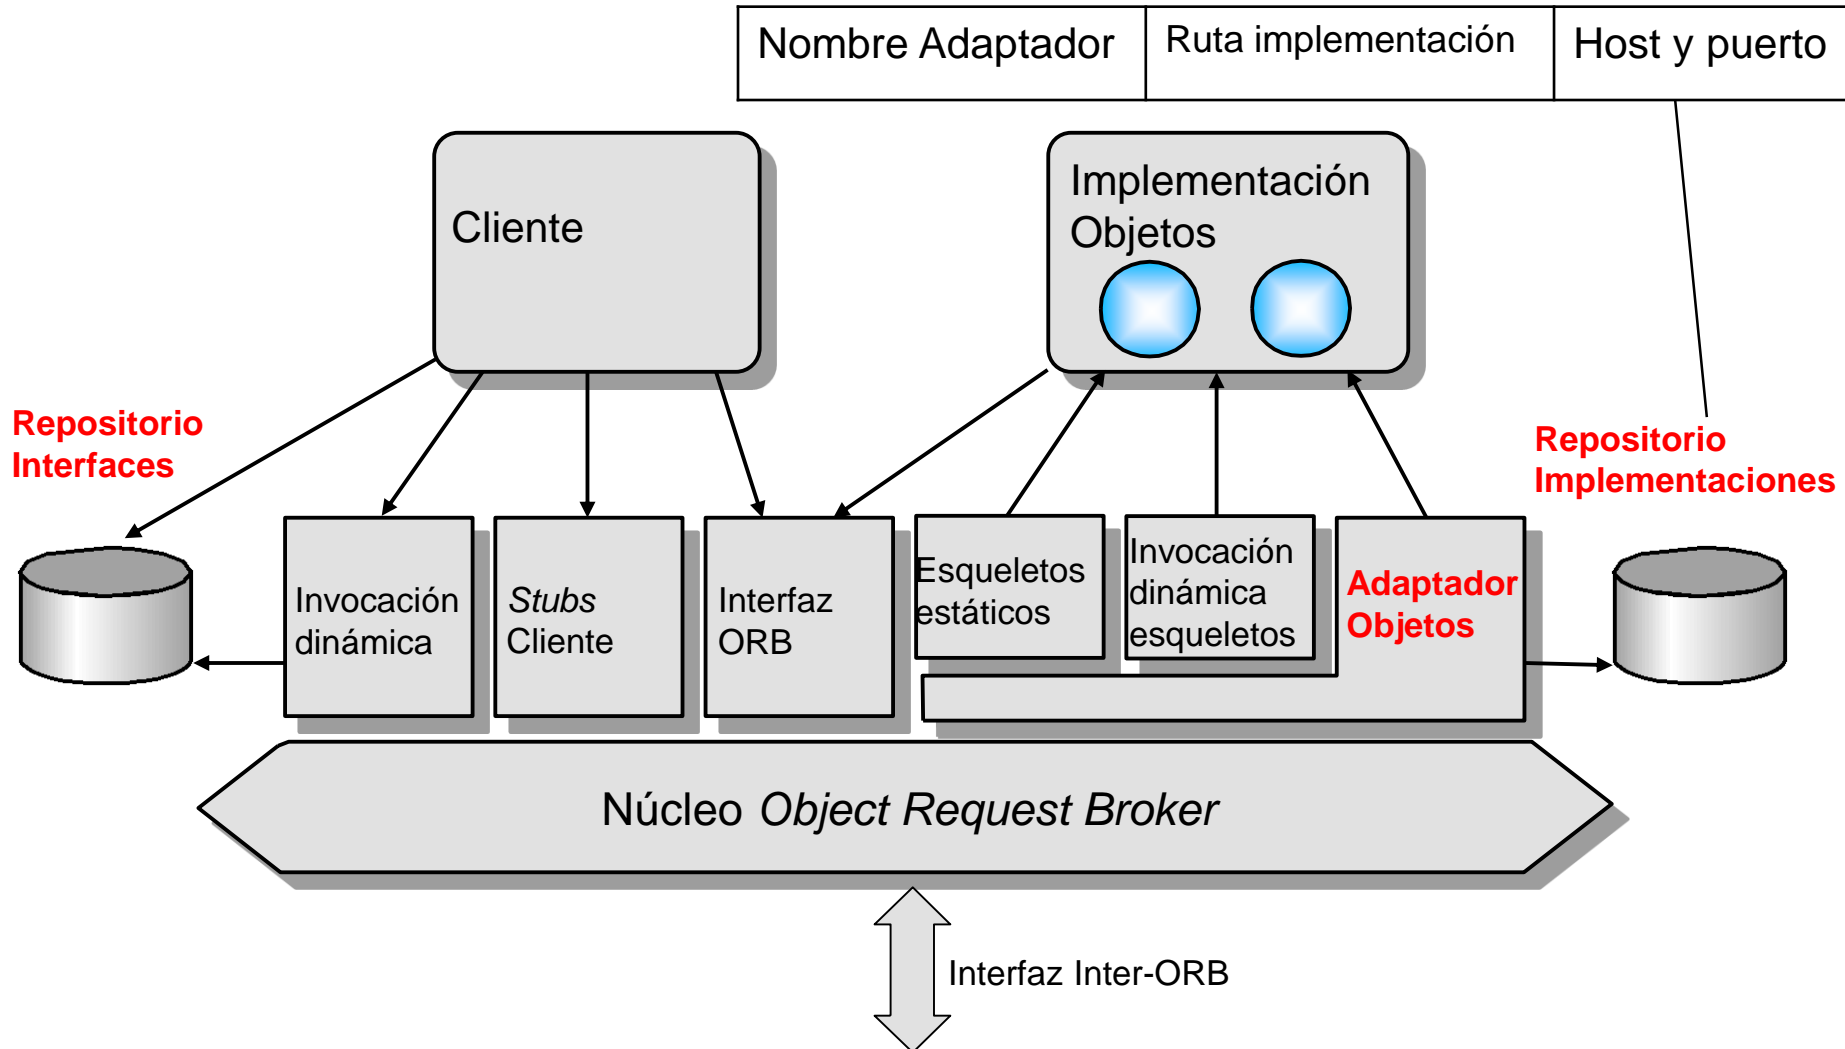 Nombre Adaptador
Ruta implementación
Host y puerto
Cliente
Implementación
Objetos
Repositorio
Interfaces
Repositorio
Implementaciones
Invocación
dinámica
Stubs
Cliente
Interfaz
ORB
Esqueletos
estáticos
Invocación
dinámica
esqueletos
Adaptador
Objetos
Núcleo Object Request Broker
Interfaz Inter-ORB